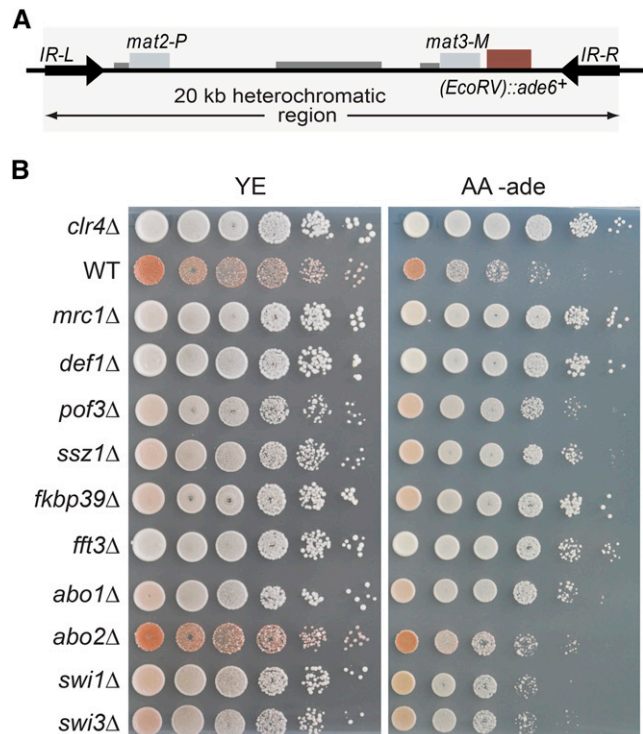 A
IR-L
mat2-P
mat3-M
IR-R
(EcoRV)::ade6+
20 kb heterochromatic
region
B
YE
AA -ade
clr4Δ
WT
mrc1Δ
def1Δ
pof3Δ
ssz1Δ
fkbp39Δ
fft3Δ
abo1Δ
abo2Δ
swi1Δ
swi3Δ